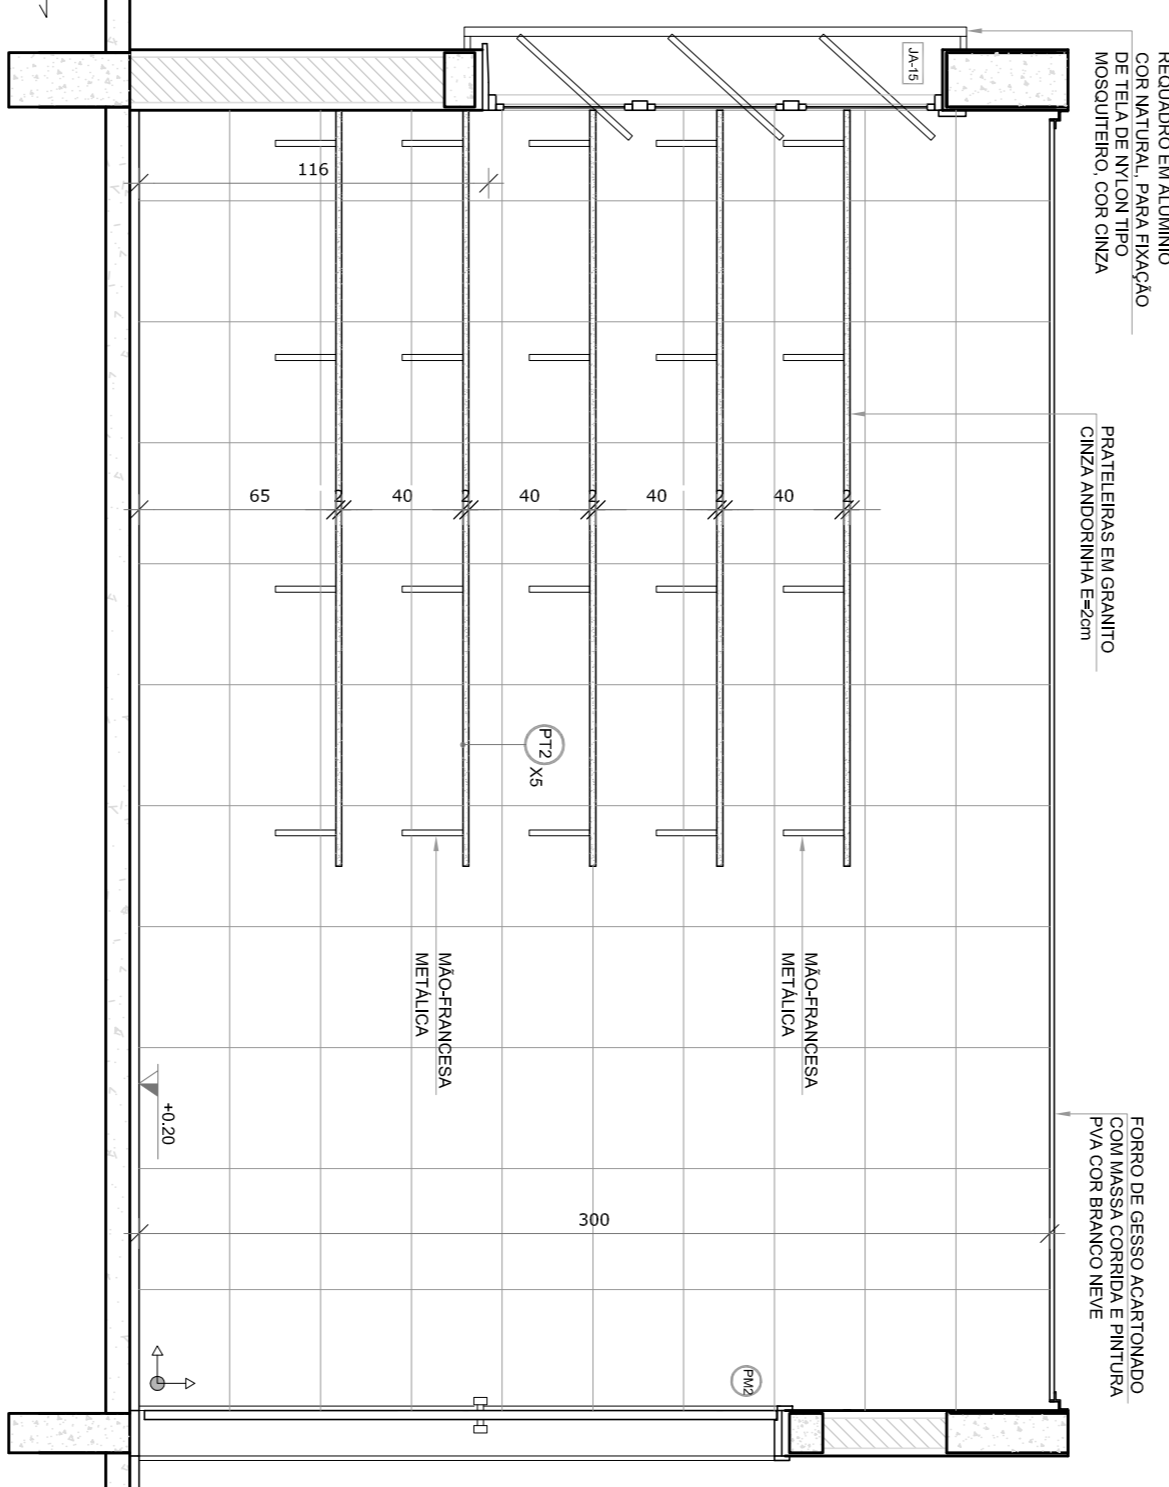 REQUADRO EM ALUMÍNIO
COR NATURAL, PARA FIXAÇÃO
DE TELA DE NYLON TIPO
MOSQUITEIRO, COR CINZA
JA-15
116
PRATELEIRAS EM GRANITO
CINZA ANDORINHA E=2cm
65
2
40
2
40
2
40
2
40
2
PT2
X5
MÃO-FRANCESA
METÁLICA
MÃO-FRANCESA
METÁLICA
+0.20
FORRO DE GESSO ACARTONADO
COM MASSA CORRIDA E PINTURA
PVA COR BRANCO NEVE
300
PM2